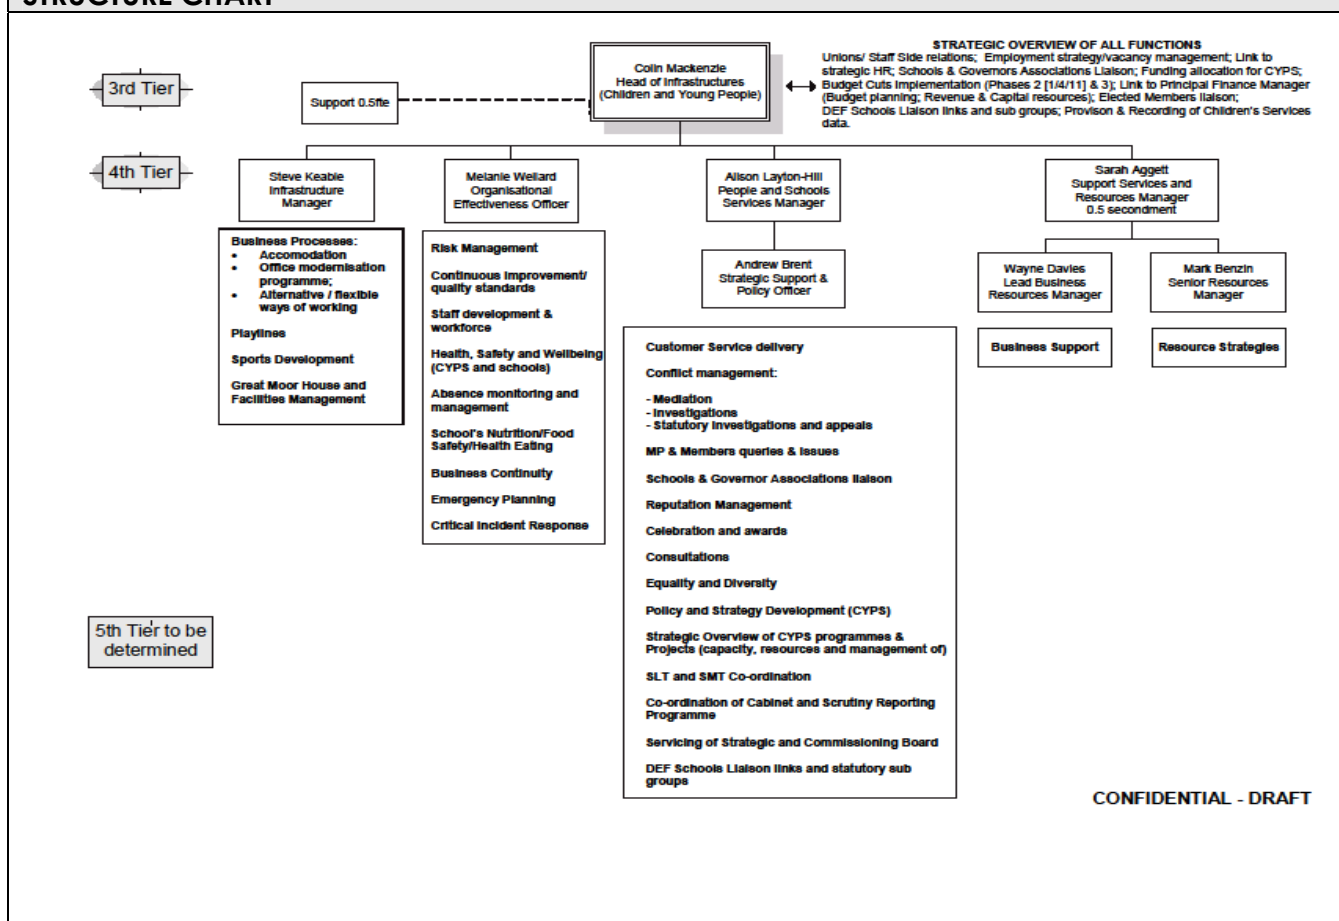 STRUCTURE CHART
3rd Tier
Support 0.5fte
Colin Mackenzie
Head of Infrastructures
(Children and Young People)
STRATEGIC OVERVIEW OF ALL FUNCTIONS
Unions/ Staff Side relations; Employment strategy/vacancy management; Link to
strategic HR; Schools & Governors Associations Liaison; Funding allocation for CYPS;
Budget Cuts Implementation (Phases 2 [1/4/11] & 3); Link to Principal Finance Manager
(Budget planning; Revenue & Capital resources); Elected Members liaison;
DEF Schools Liaison links and sub groups; Provison & Recording of Children's Services
data.
4th Tier
Steve Keable
Infrastructure
Manager
Melanie Wellard
Organisational
Effectiveness Officer
Alison Layton-Hill
People and Schools
Services Manager
Sarah Aggett
Support Services and
Resources Manager
0.5 secondment
Business Processes:
• Accomodation
• Office modernisation
programme;
• Alternative / flexible
ways of working
Playlines
Sports Development
Great Moor House and
Facilities Management
Risk Management
Continuous improvement/
quality standards
Staff development &
workforce
Health, Safety and Wellbeing
(CYPS and schools)
Absence monitoring and
management
School's Nutrition/Food
Safety/Health Eating
Business Continuity
Emergency Planning
Critical Incident Response
Andrew Brent
Strategic Support &
Policy Officer
Customer Service delivery
Conflict management:
- Mediation
- Investigations
- Statutory investigations and appeals
MP & Members queries & issues
Schools & Governor Associations liaison
Reputation Management
Celebration and awards
Consultations
Equality and Diversity
Policy and Strategy Development (CYPS)
Strategic Overview of CYPS programmes &
Projects (capacity, resources and management of)
SLT and SMT Co-ordination
Co-ordination of Cabinet and Scrutiny Reporting
Programme
Servicing of Strategic and Commissioning Board
DEF Schools Liaison links and statutory sub
groups
Wayne Davies
Lead Business
Resources Manager
Mark Benzin
Senior Resources
Manager
Business Support
Resource Strategies
5th Tier to be
determined
CONFIDENTIAL - DRAFT